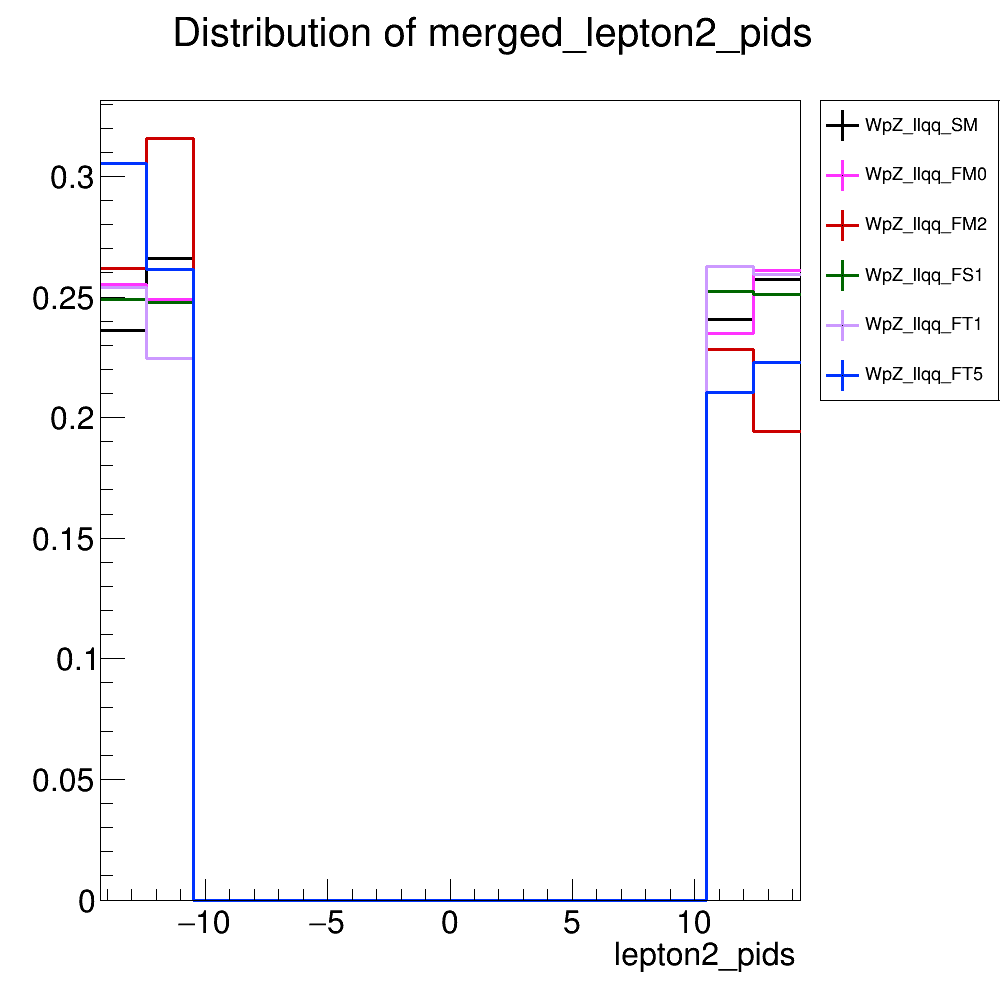 Distribution of merged_lepton2_pids
WpZ_llqq_SM
WpZ_llqq_FM0
WpZ_llqq_FM2
WpZ_llqq_FS1
WpZ_llqq_FT1
WpZ_llqq_FT5
0.3
0.25
0.2
0.15
0.1
0.05
0
−10 −5 0 5 10
lepton2_pids